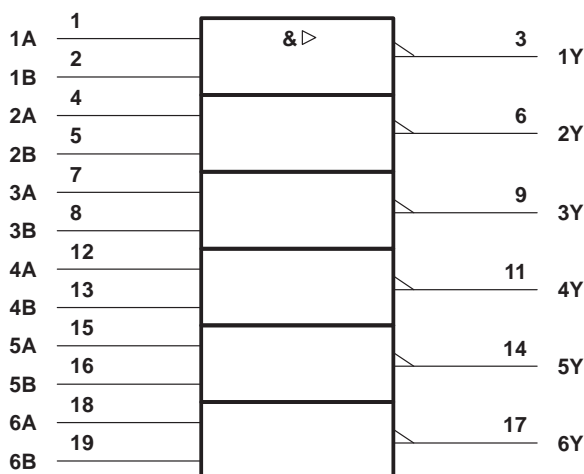 1A 1 & ▷ 3 1Y
1B 2
2A 4 6 2Y
2B 5
3A 7 9 3Y
3B 8
4A 12 11 4Y
4B 13
5A 15 14 5Y
5B 16
6A 18 17 6Y
6B 19